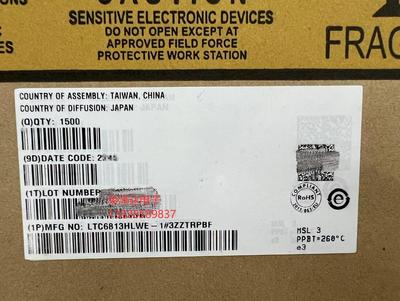 CAUTION
SENSITIVE ELECTRONIC DEVICES
DO NOT OPEN EXCEPT AT
APPROVED FIELD FORCE
PROTECTIVE WORK STATION
FRAG
COUNTRY OF ASSEMBLY: TAIWAN, CHINA
COUNTRY OF DIFFUSION: JAPAN
(Q)QTY: 1500
(9D)DATE CODE:
(1T)LOT NUMBER
(1P)MFG NO: LTC6813HLWE-1#3ZZTRPBF
COMPLIANT
RoHS
e
MSL 3
PPBT=260°C
e3